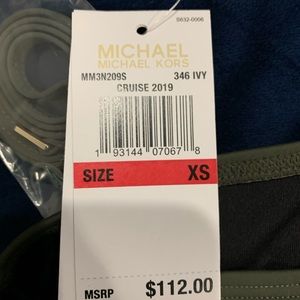 S632-0006
MICHAEL
MICHAEL KORS
MM3N209S 346 IVY
CRUISE 2019
1 93144 07067 8
SIZE XS
MSRP $112.00